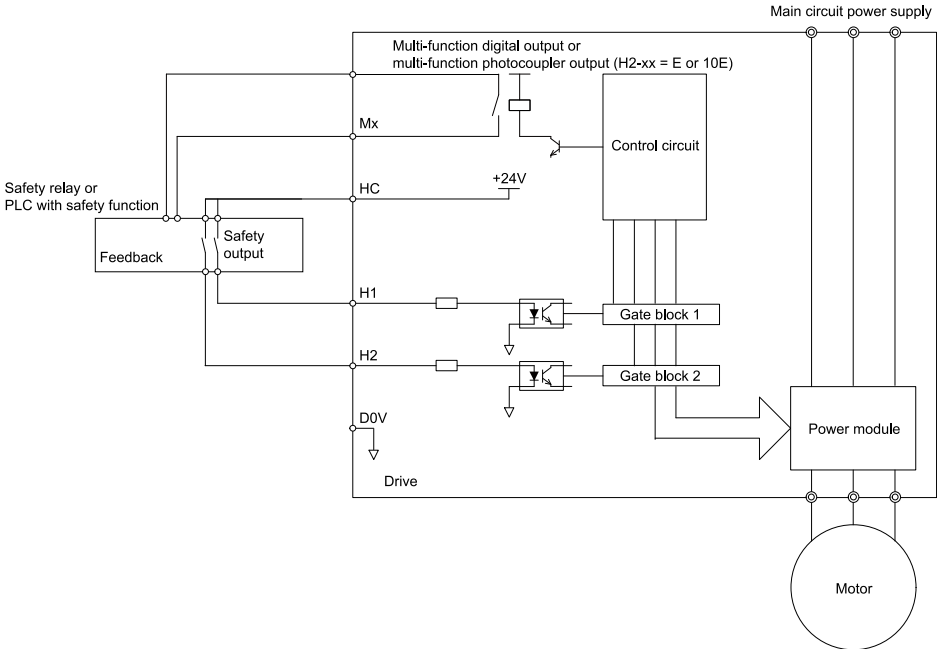 Main circuit power supply
Multi-function digital output or
multi-function photocoupler output (H2-xx = E or 10E)
Mx
Control circuit
+24V
HC
Safety relay or
PLC with safety function
Safety
output
Feedback
H1
Gate block 1
H2
Gate block 2
D0V
Power module
Drive
Motor